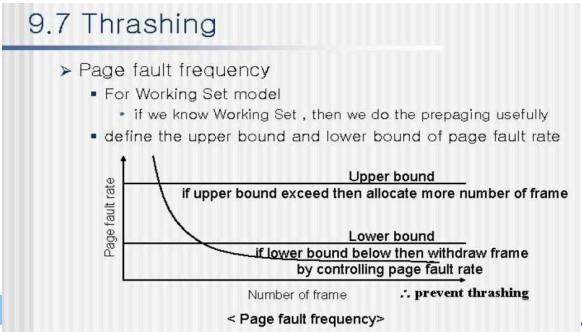 9.7 Thrashing
➢ Page fault frequency
▪ For Working Set model
• if we know Working Set , then we do the prepaging usefully
▪ define the upper bound and lower bound of page fault rate
Page fault rate
Upper bound
if upper bound exceed then allocate more number of frame
Lower bound
if lower bound below then withdraw frame
by controlling page fault rate
Number of frame
∴ prevent thrashing
< Page fault frequency>